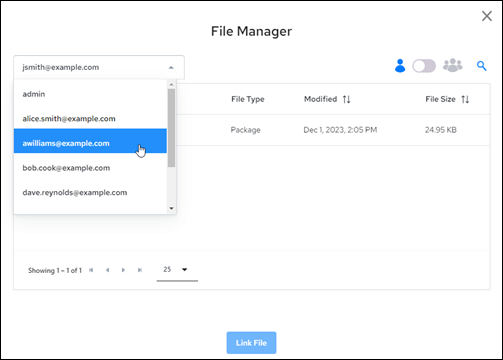 File Manager
jsmith@example.com
admin
alice.smith@example.com
awilliams@example.com
bob.cook@example.com
dave.reynolds@example.com
File Type Modified File Size
Package Dec 1, 2023, 2:05 PM 24.95 KB
Showing 1 – 1 of 1 25
Link File